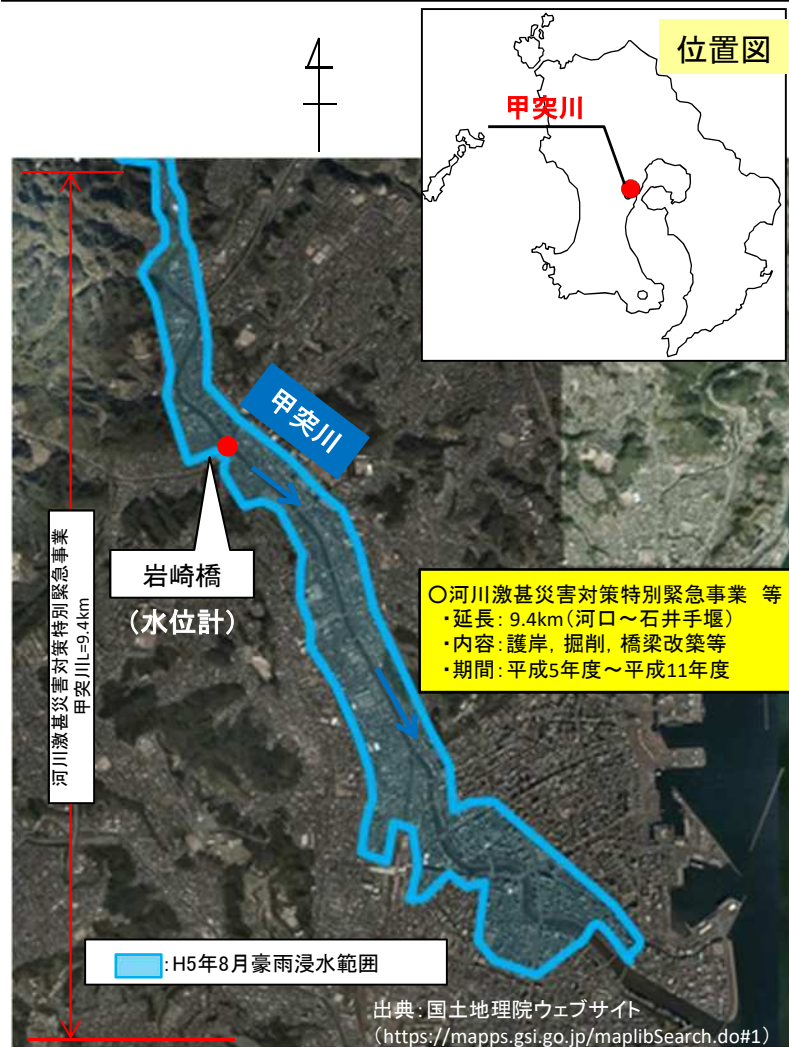 位置図
甲突川
甲突川
岩崎橋
(水位計)
河川激甚災害対策特別緊急事業
甲突川L=9.4km
○河川激甚災害対策特別緊急事業 等
・延長:9.4km(河口～石井手堰)
・内容:護岸,掘削,橋梁改築等
・期間:平成5年度～平成11年度
:H5年8月豪雨浸水範囲
出典:国土地理院ウェブサイト
(https://mapps.gsi.go.jp/maplibSearch.do#1)